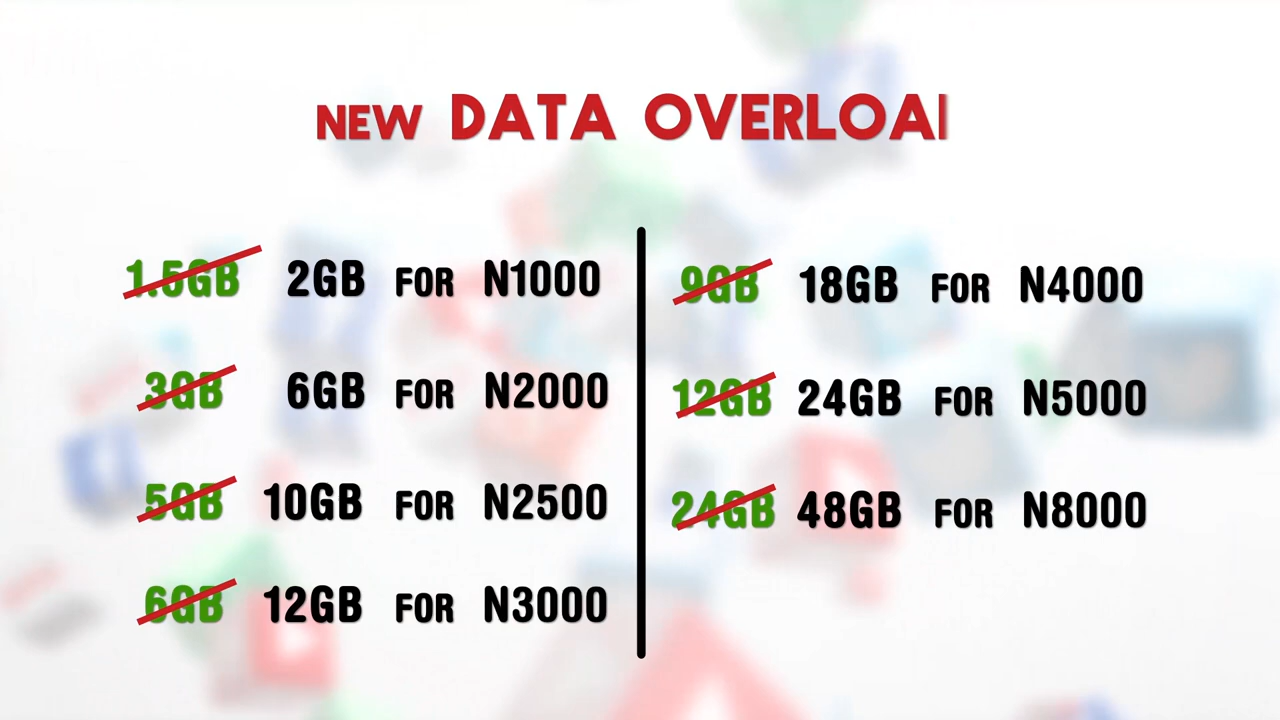 NEW DATA OVERLOA
1.5GB 2GB FOR N1000
3GB 6GB FOR N2000
5GB 10GB FOR N2500
6GB 12GB FOR N3000
9GB 18GB FOR N4000
12GB 24GB FOR N5000
24GB 48GB FOR N8000